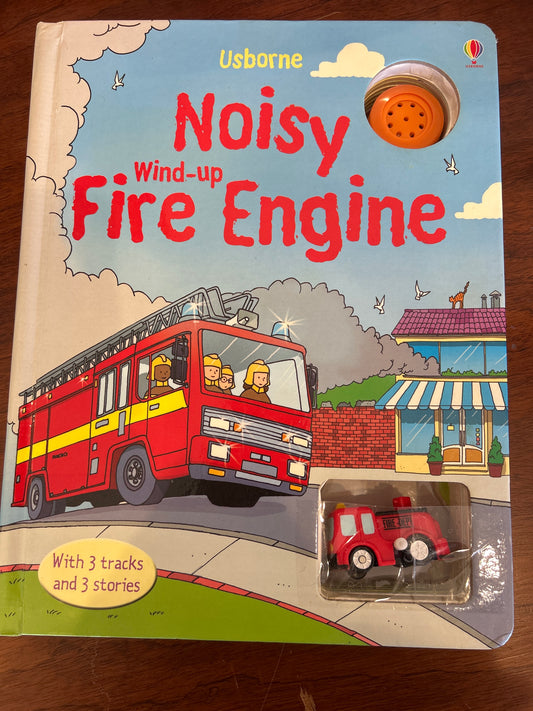 Usborne
Noisy
Wind-up
Fire Engine
With 3 tracks
and 3 stories